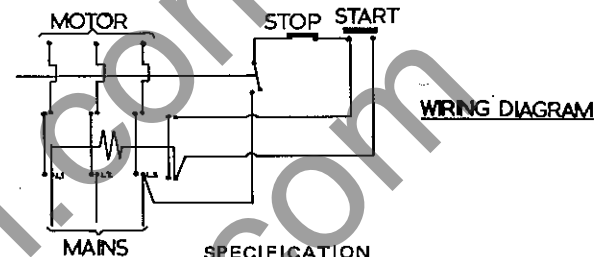 MOTOR
STOP START
WIRING DIAGRAM
L1 L2 L3
MAINS
SPECIFICATION